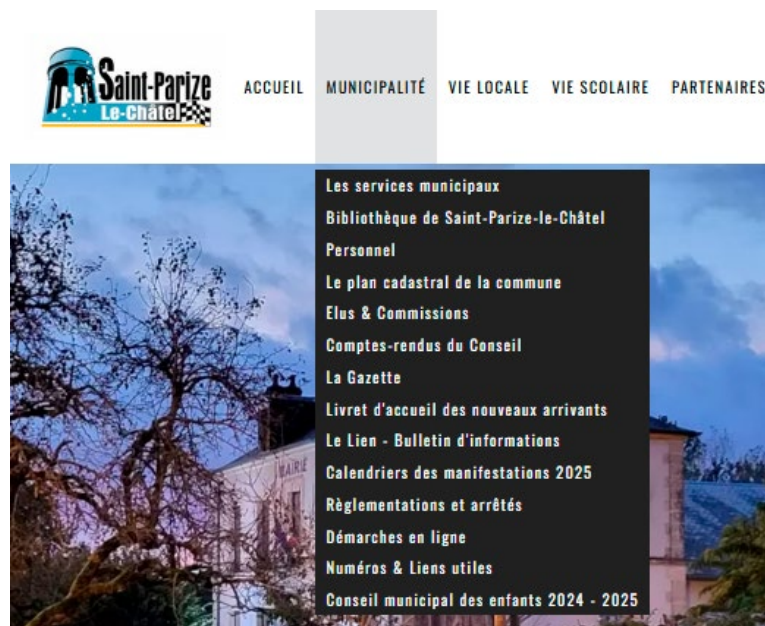 Saint-Parize
Le-Châtel
ACCUEIL MUNICIPALITÉ VIE LOCALE VIE SCOLAIRE PARTENAIRES
Les services municipaux
Bibliothèque de Saint-Parize-le-Châtel
Personnel
Le plan cadastral de la commune
Elus & Commissions
Comptes-rendus du Conseil
La Gazette
Livret d'accueil des nouveaux arrivants
Le Lien - Bulletin d'informations
Calendriers des manifestations 2025
Règlementations et arrêtés
Démarches en ligne
Numéros & Liens utiles
Conseil municipal des enfants 2024 - 2025
MAIRIE